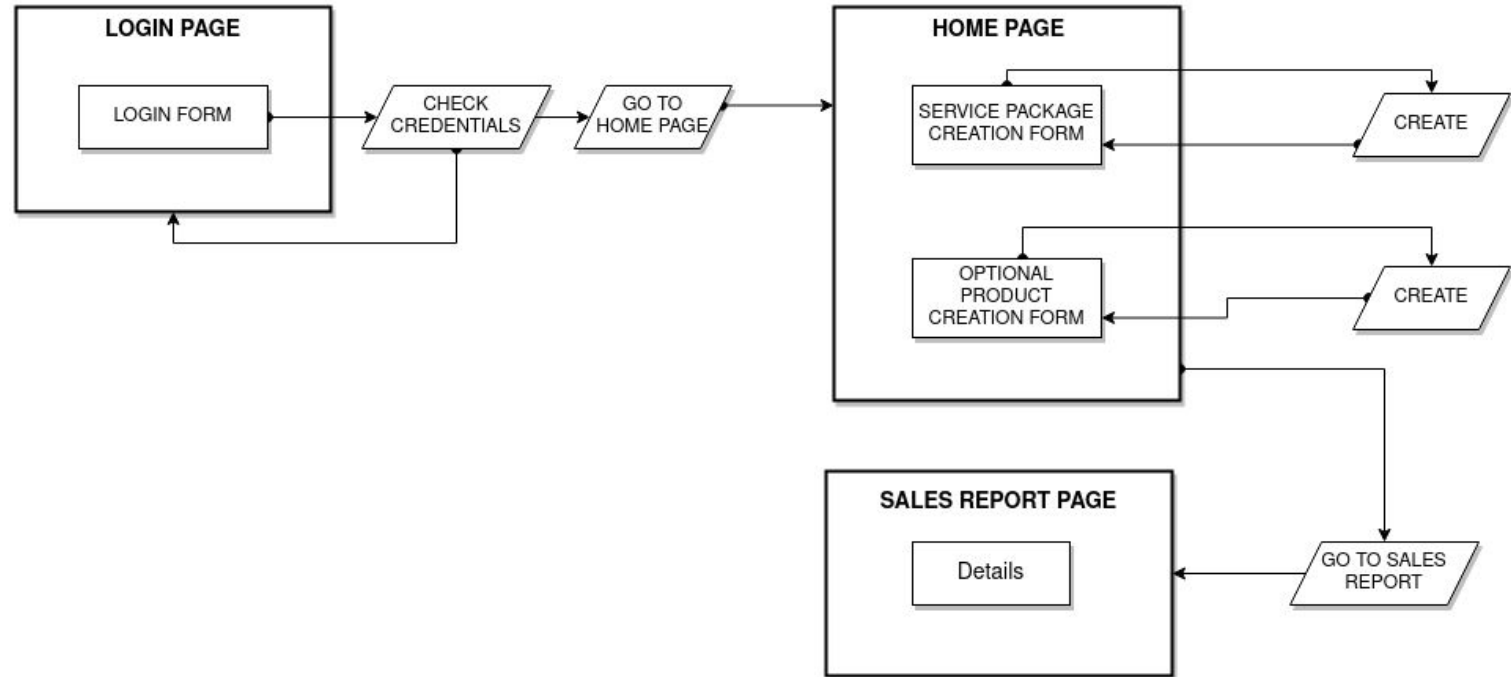 LOGIN PAGE
LOGIN FORM
CHECK
CREDENTIALS
GO TO
HOME PAGE
HOME PAGE
SERVICE PACKAGE
CREATION FORM
CREATE
OPTIONAL
PRODUCT
CREATION FORM
CREATE
SALES REPORT PAGE
Details
GO TO SALES
REPORT